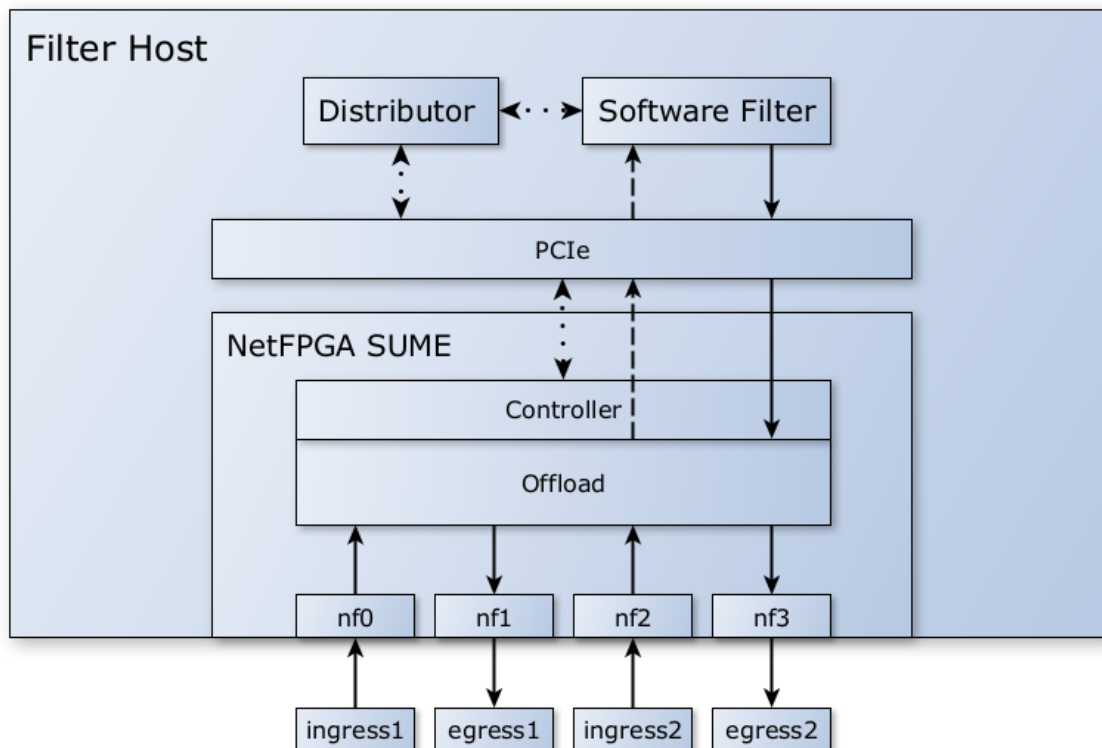 Filter Host
Distributor
Software Filter
PCIe
NetFPGA SUME
Controller
Offload
nf0
nf1
nf2
nf3
ingress1
egress1
ingress2
egress2